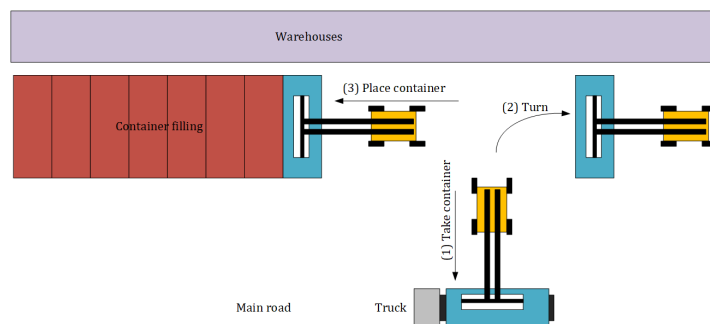 Warehouses
(3) Place container
(2) Turn
Container filling
(1) Take container
Main road
Truck